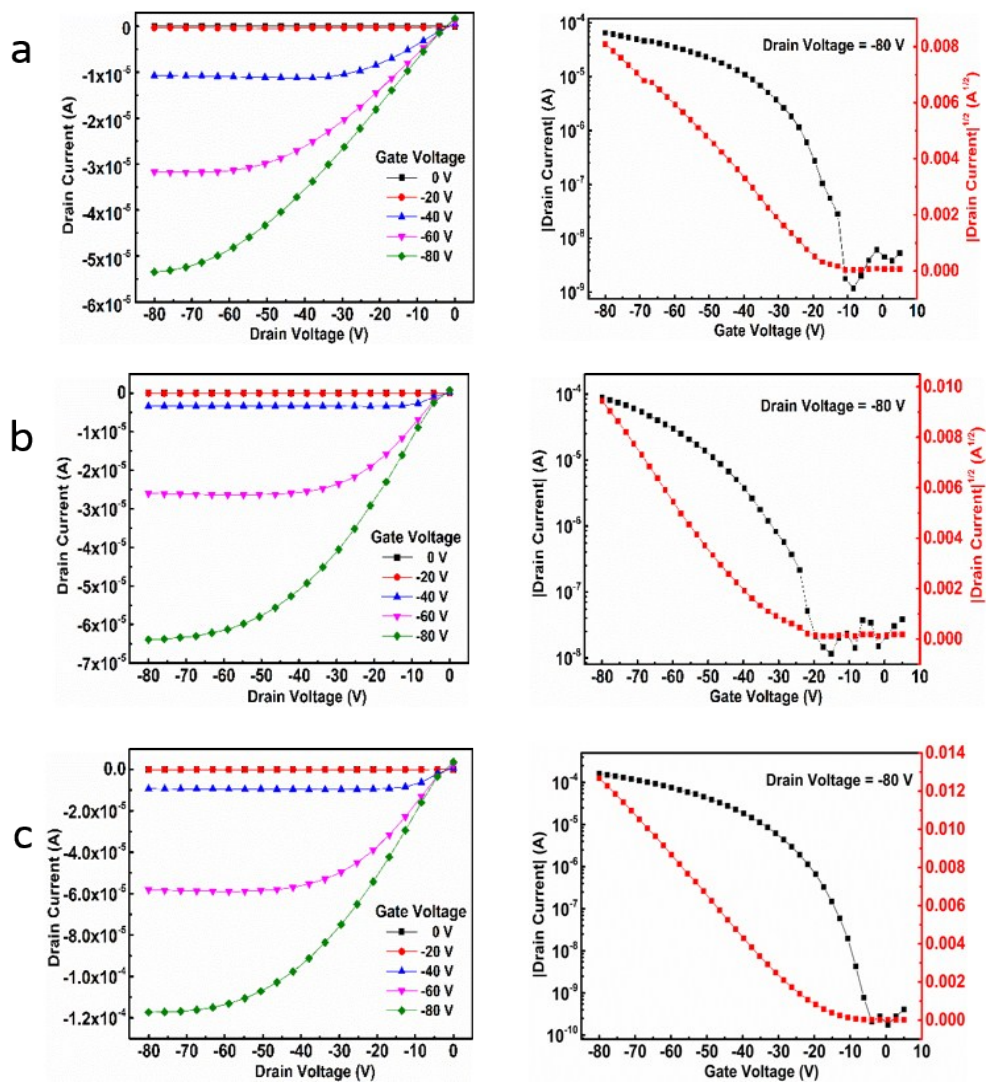 a
Drain Current (A)
0
-1x10⁻⁵
-2x10⁻⁵
-3x10⁻⁵
-4x10⁻⁵
-5x10⁻⁵
-6x10⁻⁵
Gate Voltage
0 V
-20 V
-40 V
-60 V
-80 V
-80 -70 -60 -50 -40 -30 -20 -10 0
Drain Voltage (V)
|Drain Current| (A)
10⁻⁴
10⁻⁵
10⁻⁶
10⁻⁷
10⁻⁸
10⁻⁹
Drain Voltage = -80 V
0.008
0.006
0.004
0.002
0.000
|Drain Current|¹ᐟ² (A¹ᐟ²)
-80 -70 -60 -50 -40 -30 -20 -10 0 10
Gate Voltage (V)
b
Drain Current (A)
0
-1x10⁻⁵
-2x10⁻⁵
-3x10⁻⁵
-4x10⁻⁵
-5x10⁻⁵
-6x10⁻⁵
-7x10⁻⁵
Gate Voltage
0 V
-20 V
-40 V
-60 V
-80 V
-80 -70 -60 -50 -40 -30 -20 -10 0
Drain Voltage (V)
|Drain Current| (A)
10⁻⁴
10⁻⁵
10⁻⁶
10⁻⁷
10⁻⁸
Drain Voltage = -80 V
0.010
0.008
0.006
0.004
0.002
0.000
|Drain Current|¹ᐟ² (A¹ᐟ²)
-80 -70 -60 -50 -40 -30 -20 -10 0 10
Gate Voltage (V)
c
Drain Current (A)
0.0
-2.0x10⁻⁵
-4.0x10⁻⁵
-6.0x10⁻⁵
-8.0x10⁻⁵
-1.0x10⁻⁴
-1.2x10⁻⁴
Gate Voltage
0 V
-20 V
-40 V
-60 V
-80 V
-80 -70 -60 -50 -40 -30 -20 -10 0
Drain Voltage (V)
|Drain Current| (A)
10⁻⁴
10⁻⁵
10⁻⁶
10⁻⁷
10⁻⁸
10⁻⁹
10⁻¹⁰
Drain Voltage = -80 V
0.014
0.012
0.010
0.008
0.006
0.004
0.002
0.000
|Drain Current|¹ᐟ² (A¹ᐟ²)
-80 -70 -60 -50 -40 -30 -20 -10 0 10
Gate Voltage (V)